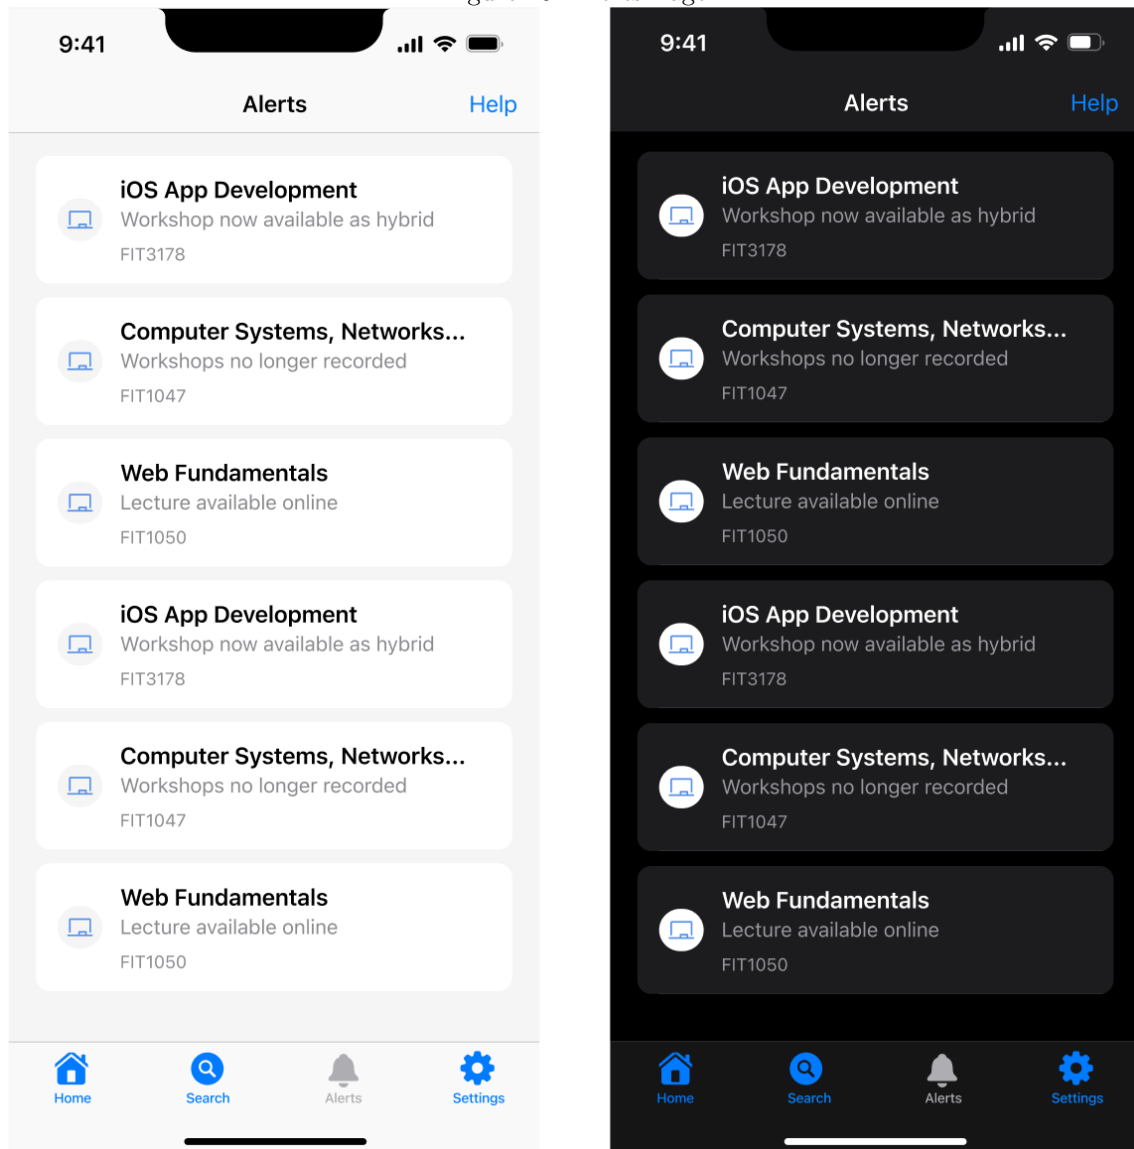 9:41
Alerts
Help
iOS App Development
Workshop now available as hybrid
FIT3178
Computer Systems, Networks...
Workshops no longer recorded
FIT1047
Web Fundamentals
Lecture available online
FIT1050
iOS App Development
Workshop now available as hybrid
FIT3178
Computer Systems, Networks...
Workshops no longer recorded
FIT1047
Web Fundamentals
Lecture available online
FIT1050
Home
Search
Alerts
Settings
9:41
Alerts
Help
iOS App Development
Workshop now available as hybrid
FIT3178
Computer Systems, Networks...
Workshops no longer recorded
FIT1047
Web Fundamentals
Lecture available online
FIT1050
iOS App Development
Workshop now available as hybrid
FIT3178
Computer Systems, Networks...
Workshops no longer recorded
FIT1047
Web Fundamentals
Lecture available online
FIT1050
Home
Search
Alerts
Settings